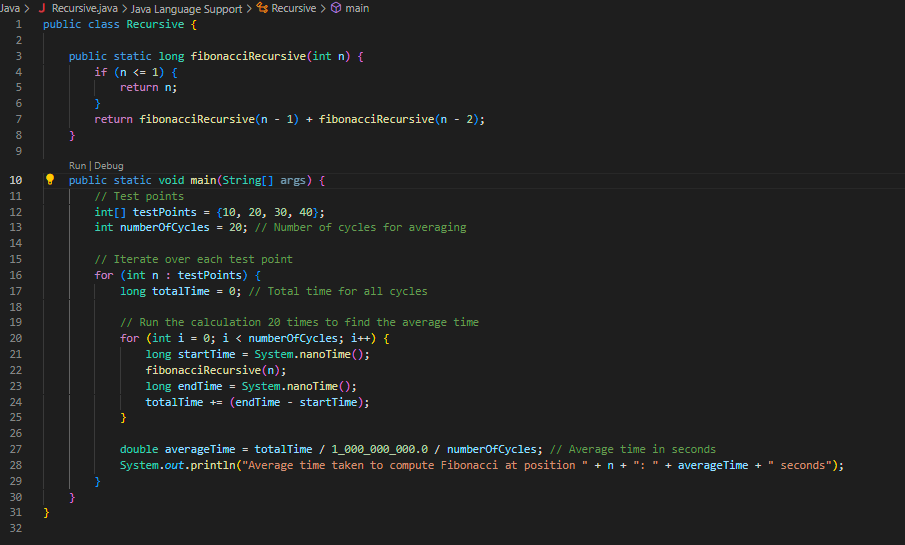 Java > J Recursive.java > Java Language Support > Recursive > main
1 public class Recursive {
2
3     public static long fibonacciRecursive(int n) {
4         if (n <= 1) {
5             return n;
6         }
7         return fibonacciRecursive(n - 1) + fibonacciRecursive(n - 2);
8     }
9
Run | Debug
10     public static void main(String[] args) {
11         // Test points
12         int[] testPoints = {10, 20, 30, 40};
13         int numberOfCycles = 20; // Number of cycles for averaging
14
15         // Iterate over each test point
16         for (int n : testPoints) {
17             long totalTime = 0; // Total time for all cycles
18
19             // Run the calculation 20 times to find the average time
20             for (int i = 0; i < numberOfCycles; i++) {
21                 long startTime = System.nanoTime();
22                 fibonacciRecursive(n);
23                 long endTime = System.nanoTime();
24                 totalTime += (endTime - startTime);
25             }
26
27             double averageTime = totalTime / 1_000_000_000.0 / numberOfCycles; // Average time in seconds
28             System.out.println("Average time taken to compute Fibonacci at position " + n + ": " + averageTime + " seconds");
29         }
30     }
31 }
32